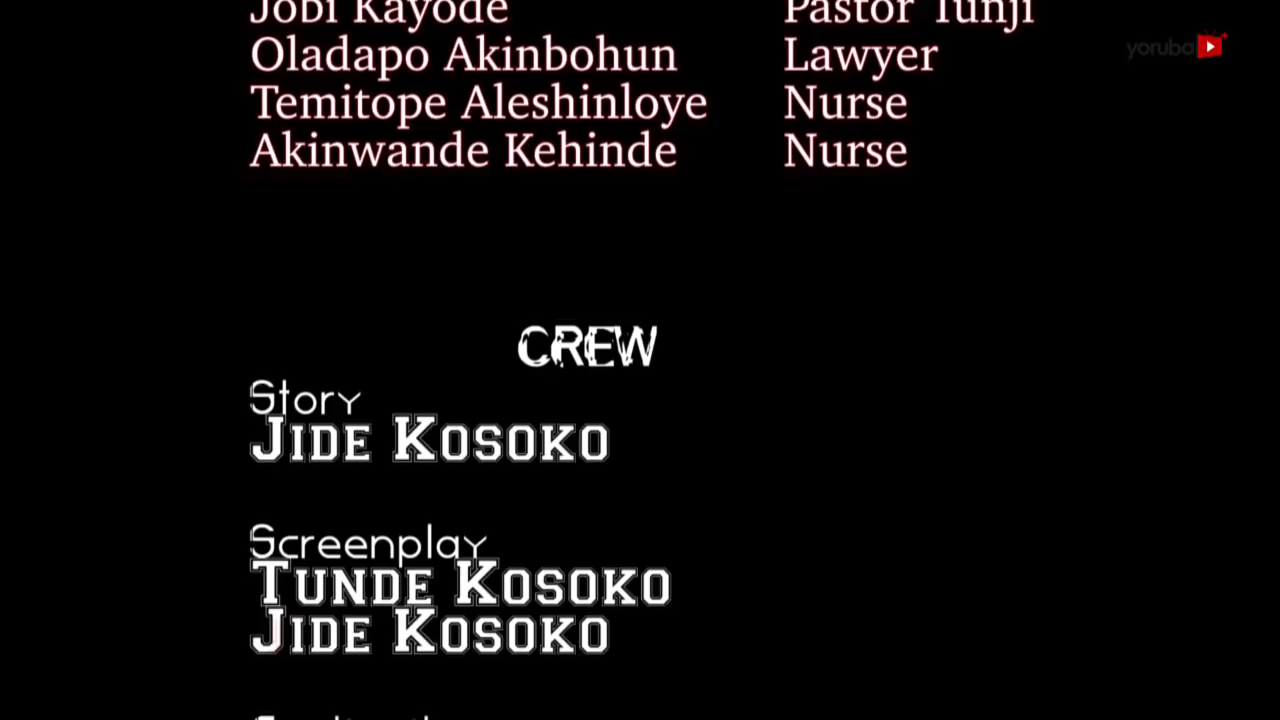 Jobi Kayode Pastor Tunji
yoruba
Oladapo Akinbohun Lawyer
Temitope Aleshinloye Nurse
Akinwande Kehinde Nurse
CREW
Story
JIDE KOSOKO
Screenplay
TUNDE KOSOKO
JIDE KOSOKO